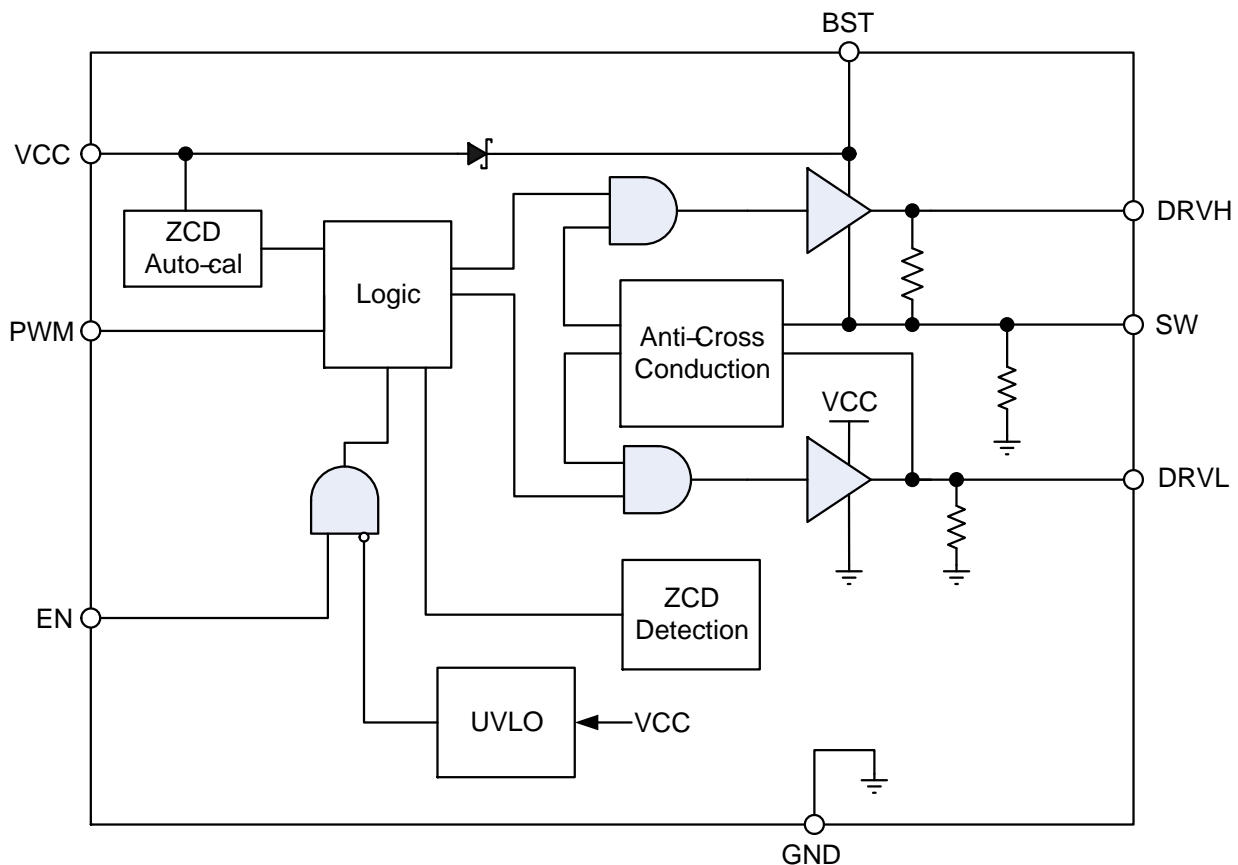 BST
VCC
DRVH
ZCD
Auto-cal
Logic
PWM
Anti-Cross
Conduction
SW
VCC
DRVL
EN
ZCD
Detection
UVLO
VCC
GND